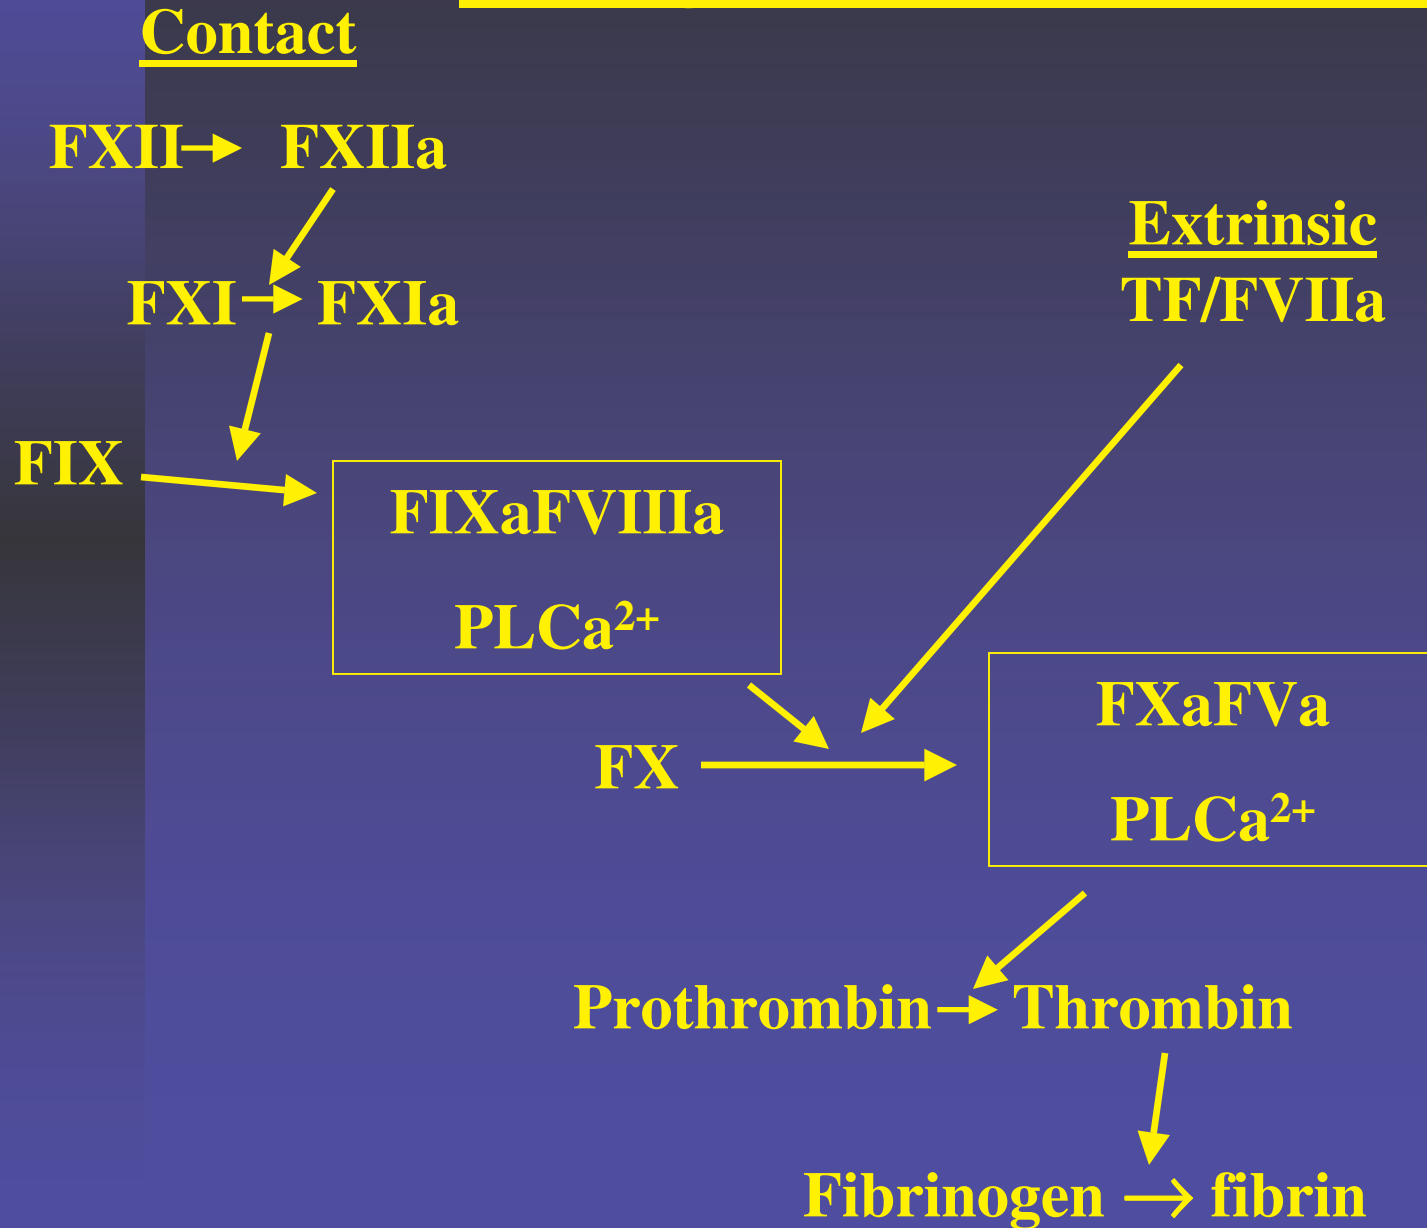 Contact
FXII → FXIIa
Extrinsic
TF/FVIIa
FXI → FXIa
FIX
FIXaFVIIIa
PLCa²⁺
FXaFVa
FX
PLCa²⁺
Prothrombin → Thrombin
Fibrinogen → fibrin